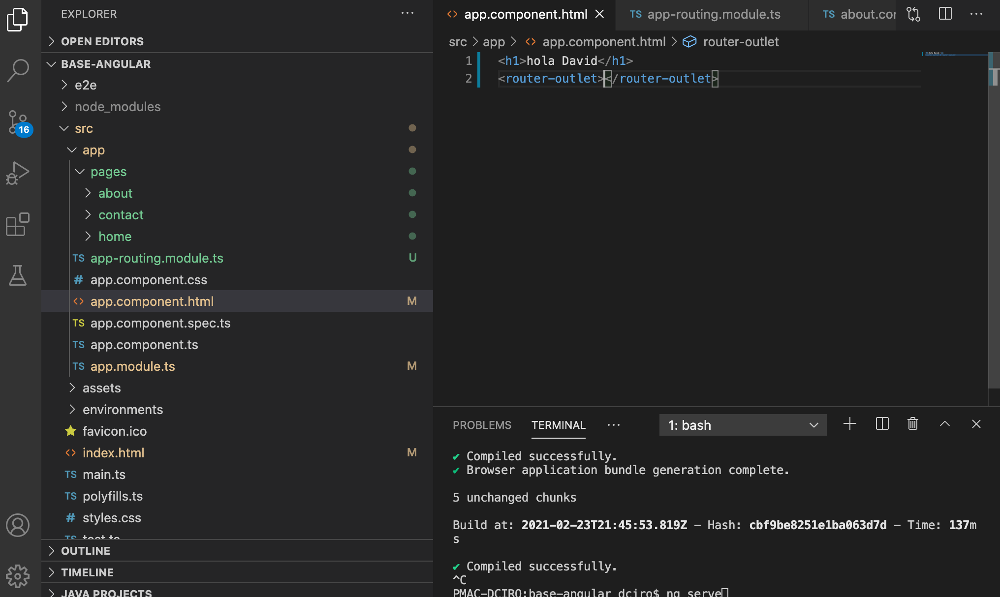 EXPLORER
OPEN EDITORS
BASE-ANGULAR
e2e
node_modules
src
app
pages
about
contact
home
TS app-routing.module.ts U
# app.component.css
<> app.component.html M
TS app.component.spec.ts
TS app.component.ts
TS app.module.ts M
assets
environments
favicon.ico
<> index.html M
TS main.ts
TS polyfills.ts
# styles.css
TS test.ts
OUTLINE
TIMELINE
JAVA PROJECTS
16
<> app.component.html
TS app-routing.module.ts
TS about.cor
src > app > <> app.component.html > router-outlet
1 <h1>hola David</h1>
2 <router-outlet></router-outlet>
PROBLEMS TERMINAL ··· 1: bash
✔ Compiled successfully.
✔ Browser application bundle generation complete.
5 unchanged chunks
Build at: 2021-02-23T21:45:53.819Z - Hash: cbf9be8251e1ba063d7d - Time: 137m
s
✔ Compiled successfully.
^C
PMAC-DCIRO:base-angular dciro$ ng serve